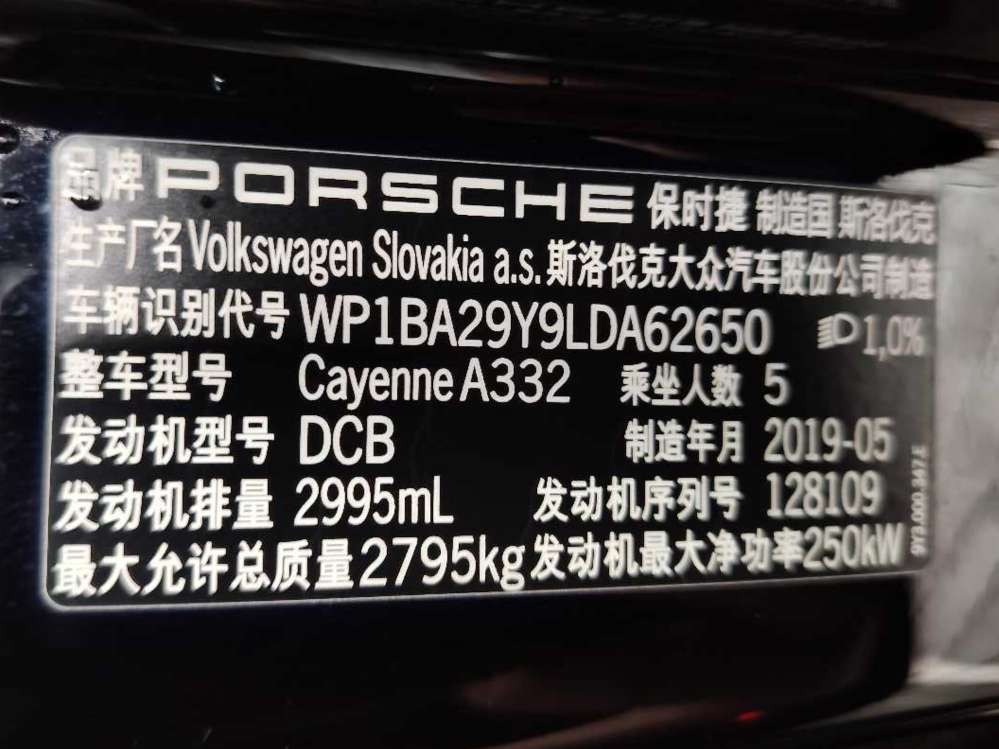 品牌 PORSCHE 保时捷 制造国 斯洛伐克
生产厂名 Volkswagen Slovakia a.s. 斯洛伐克大众汽车股份公司制造
车辆识别代号 WP1BA29Y9LDA62650 1,0%
整车型号 Cayenne A332 乘坐人数 5
发动机型号 DCB 制造年月 2019-05
发动机排量 2995mL 发动机序列号 128109
最大允许总质量 2795kg 发动机最大净功率 250kW
9Y3.000.347.E